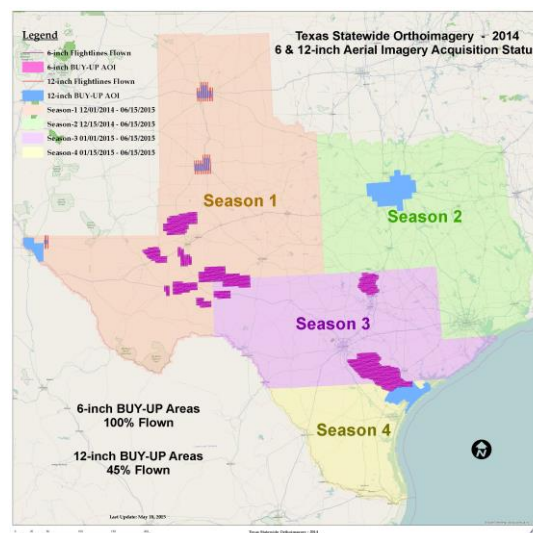 Texas Statewide Orthoimagery - 2014
6 & 12-inch Aerial Imagery Acquisition Statu
Legend
6-inch Flightlines Flown
6-inch BUY-UP AOI
12-inch Flightlines Flown
12-inch BUY-UP AOI
Season-1 12/01/2014 - 06/15/2015
Season-2 12/15/2014 - 06/15/2015
Season-3 01/01/2015 - 06/15/2015
Season-4 01/15/2015 - 06/15/2015
Season 1
Season 2
Season 3
Season 4
6-inch BUY-UP Areas
100% Flown
12-inch BUY-UP Areas
45% Flown
N
Last Update: May 18, 2015
Texas Statewide Orthoimagery - 2014